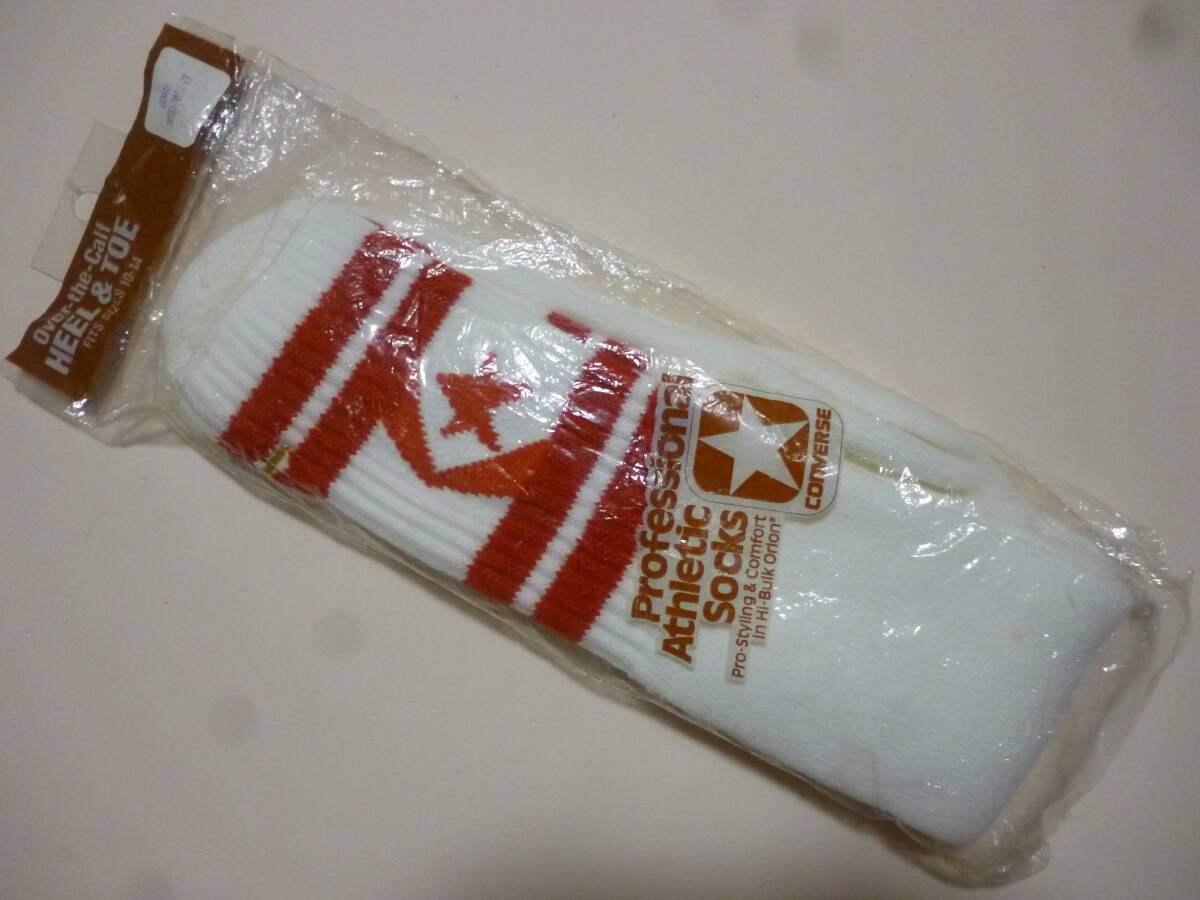 Over-the-Calf
HEEL & TOE
FITS SIZES 10-14
CONVERSE
Professional
Athletic
Socks
Pro-Styling & Comfort
in Hi-Bulk Orlon®